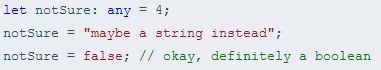 let notSure: any = 4;
notSure = "maybe a string instead";
notSure = false; // okay, definitely a boolean